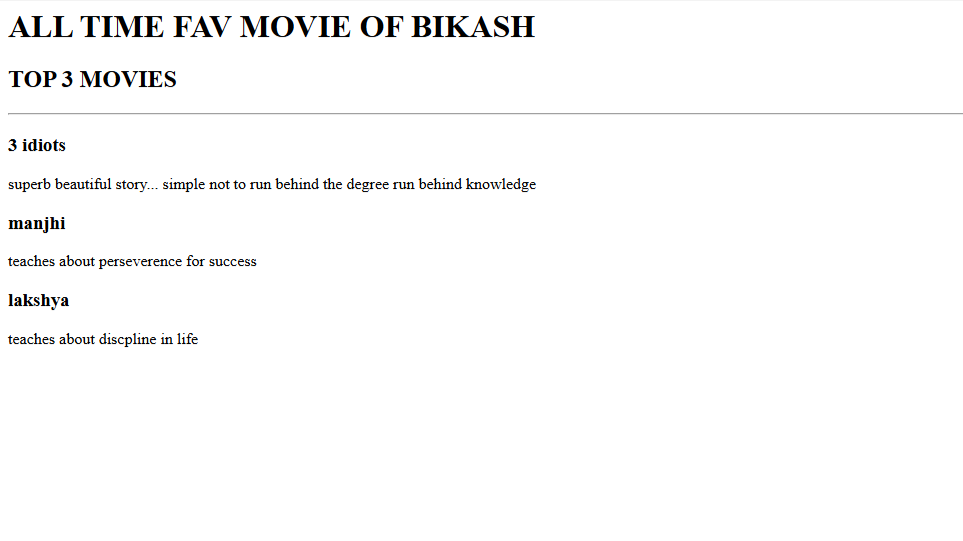 ALL TIME FAV MOVIE OF BIKASH
TOP 3 MOVIES
3 idiots
superb beautiful story... simple not to run behind the degree run behind knowledge
manjhi
teaches about perseverence for success
lakshya
teaches about discpline in life